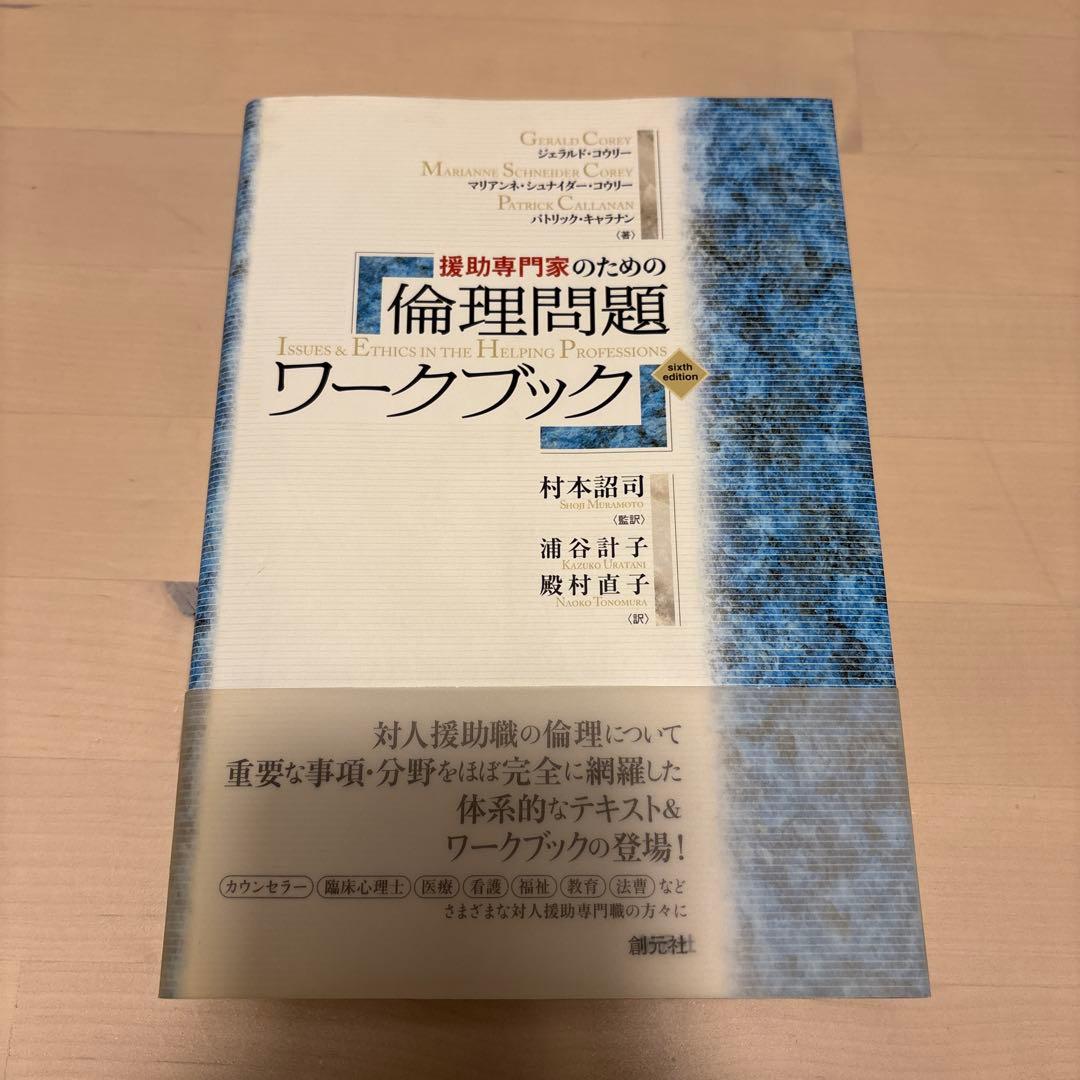 GERALD COREY
ジェラルド・コウリー
MARIANNE SCHNEIDER COREY
マリアンネ・シュナイダー・コウリー
PATRICK CALLANAN
パトリック・キャラナン
〈著〉
援助専門家のための
倫理問題
ISSUES & ETHICS IN THE HELPING PROFESSIONS
sixth
edition
ワークブック
村本詔司
SHOJI MURAMOTO
〈監訳〉
浦谷計子
KAZUKO URATANI
殿村直子
NAOKO TONOMURA
〈訳〉
対人援助職の倫理について
重要な事項・分野をほぼ完全に網羅した
体系的なテキスト&
ワークブックの登場!
カウンセラー 臨床心理士 医療 看護 福祉 教育 法曹 など
さまざまな対人援助専門職の方々に
創元社